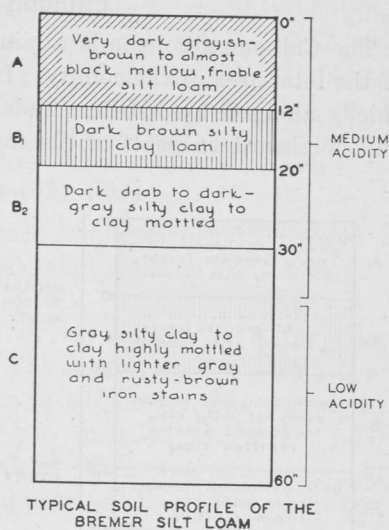 0"
A
Very dark grayish-
brown to almost
black mellow, friable
silt loam
12"
B₁
Dark brown silty
clay loam
MEDIUM
ACIDITY
20"
B₂
Dark drab to dark-
gray silty clay to
clay mottled
30"
C
Gray, silty clay to
clay highly mottled
with lighter gray
and rusty-brown
iron stains
LOW
ACIDITY
60"
TYPICAL SOIL PROFILE OF THE
BREMER SILT LOAM